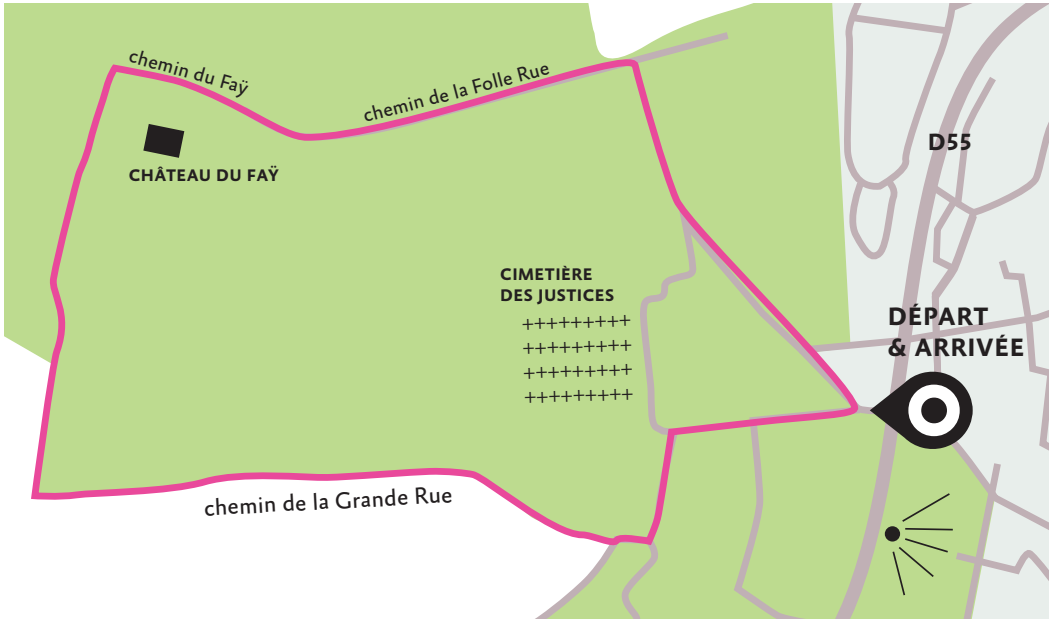 chemin du Faÿ
chemin de la Folle Rue
D55
CHÂTEAU DU FAŸ
CIMETIÈRE
DES JUSTICES
DÉPART
& ARRIVÉE
chemin de la Grande Rue